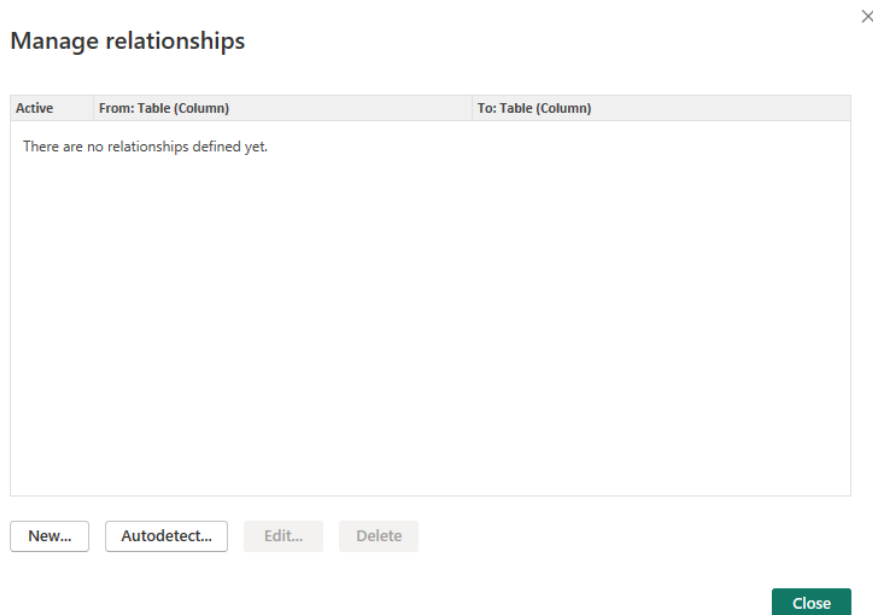 Manage relationships
Active From: Table (Column) To: Table (Column)
There are no relationships defined yet.
New... Autodetect... Edit... Delete
Close